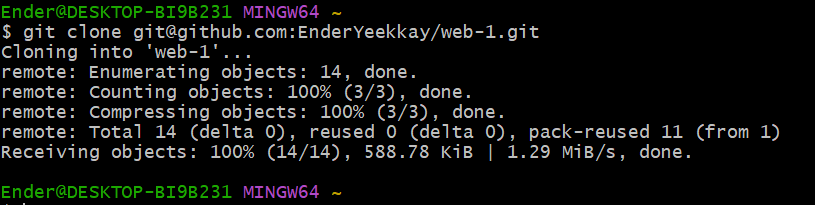 Ender@DESKTOP-BI9B231 MINGW64 ~
$ git clone git@github.com:EnderYeekkay/web-1.git
Cloning into 'web-1'...
remote: Enumerating objects: 14, done.
remote: Counting objects: 100% (3/3), done.
remote: Compressing objects: 100% (3/3), done.
remote: Total 14 (delta 0), reused 0 (delta 0), pack-reused 11 (from 1)
Receiving objects: 100% (14/14), 588.78 KiB | 1.29 MiB/s, done.
Ender@DESKTOP-BI9B231 MINGW64 ~